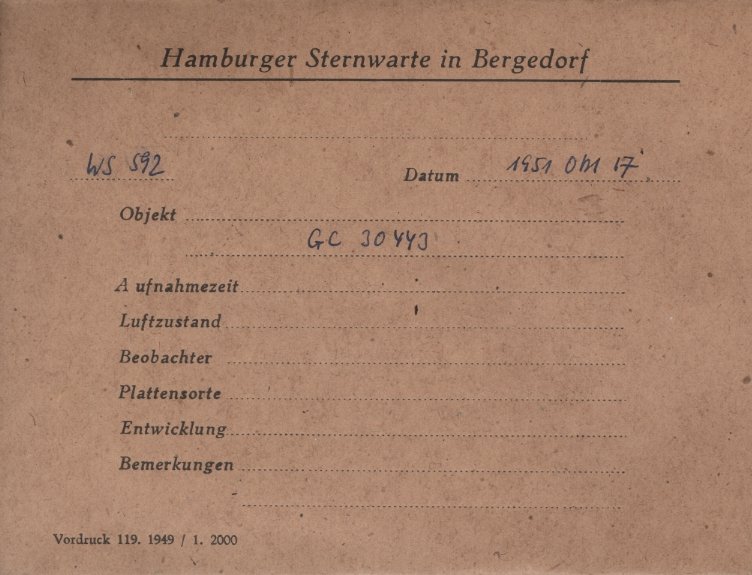 Hamburger Sternwarte in Bergedorf
WS 592 Datum 1951 Okt 17
Objekt
GC 30443
Aufnahmezeit
Luftzustand
Beobachter
Plattensorte
Entwicklung
Bemerkungen
Vordruck 119. 1949 / 1. 2000